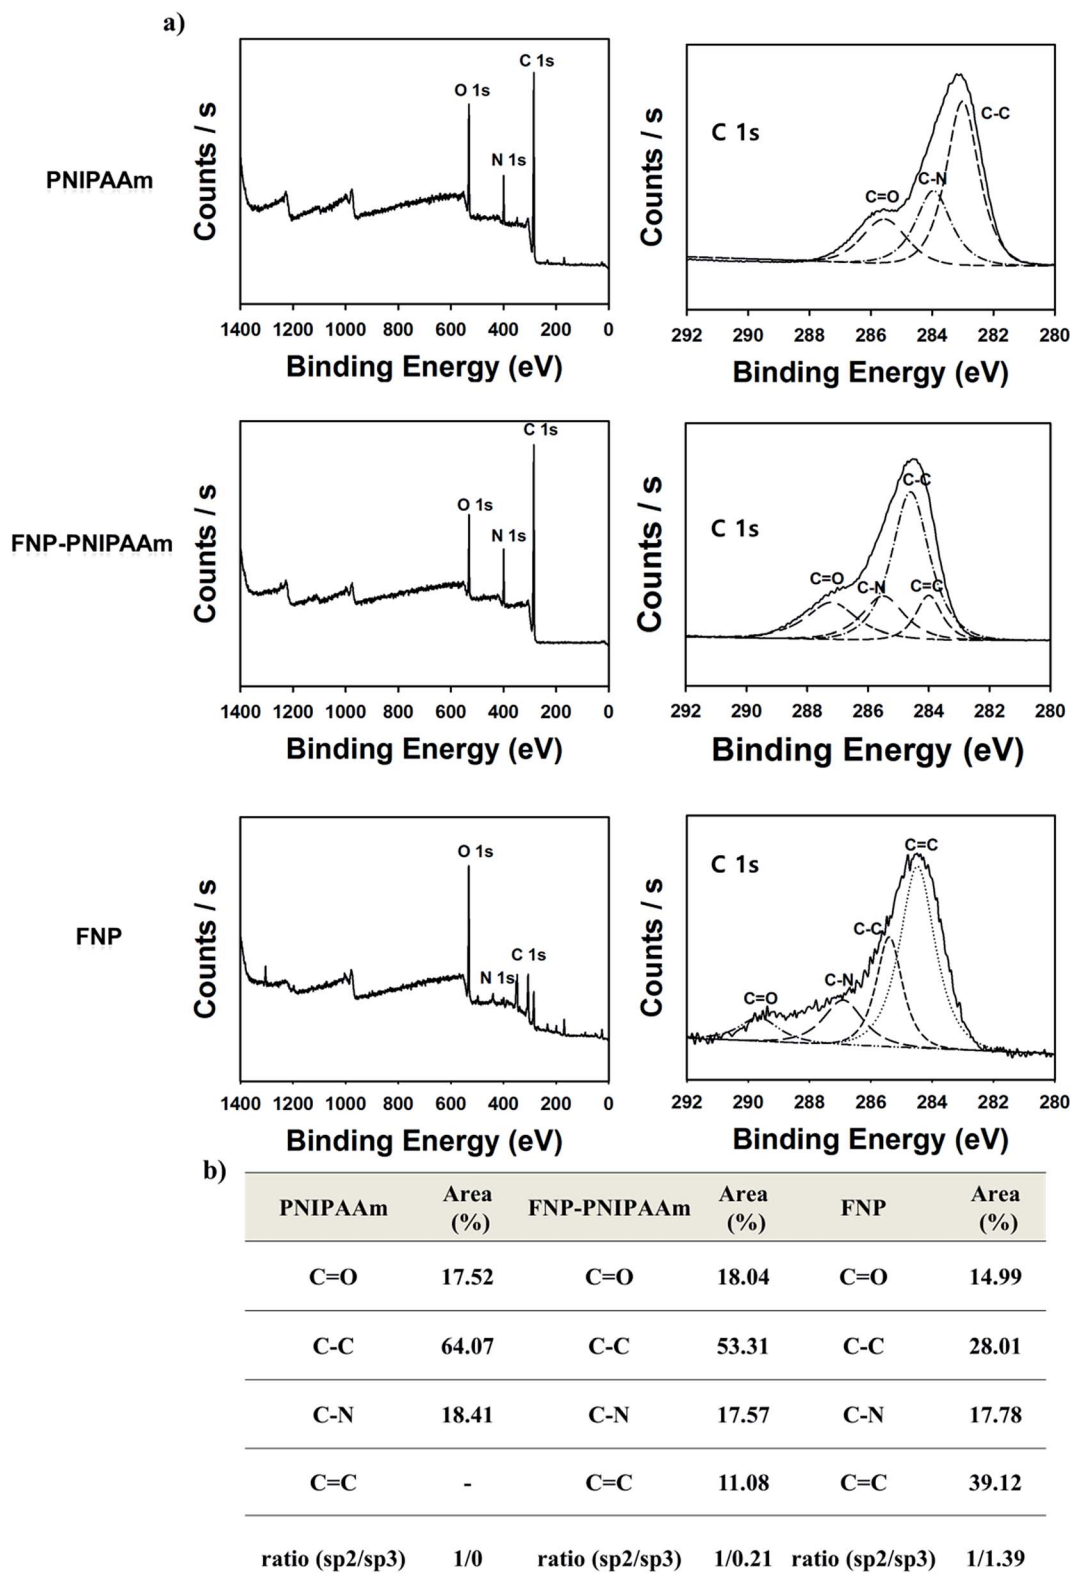 a)
PNIPAAm
Counts / s
O 1s
N 1s
C 1s
1400 1200 1000 800 600 400 200 0
Binding Energy (eV)
Counts / s
C 1s
C=O
C-N
C-C
292 290 288 286 284 282 280
Binding Energy (eV)
FNP-PNIPAAm
Counts / s
O 1s
N 1s
C 1s
1400 1200 1000 800 600 400 200 0
Binding Energy (eV)
Counts / s
C 1s
C=O
C-N
C-C
C=C
292 290 288 286 284 282 280
Binding Energy (eV)
FNP
Counts / s
O 1s
N 1s
C 1s
1400 1200 1000 800 600 400 200 0
Binding Energy (eV)
Counts / s
C 1s
C=O
C-N
C-C
C=C
292 290 288 286 284 282 280
Binding Energy (eV)
b)
PNIPAAm Area (%) FNP-PNIPAAm Area (%) FNP Area (%)
C=O 17.52 C=O 18.04 C=O 14.99
C-C 64.07 C-C 53.31 C-C 28.01
C-N 18.41 C-N 17.57 C-N 17.78
C=C - C=C 11.08 C=C 39.12
ratio (sp2/sp3) 1/0 ratio (sp2/sp3) 1/0.21 ratio (sp2/sp3) 1/1.39